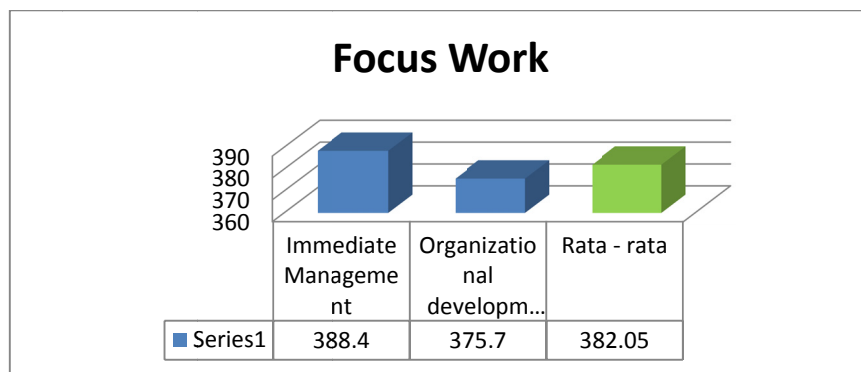 Focus Work
390
380
370
360
Immediate
Manageme
nt
Organizatio
nal
developm...
Rata - rata
Series1 388.4 375.7 382.05